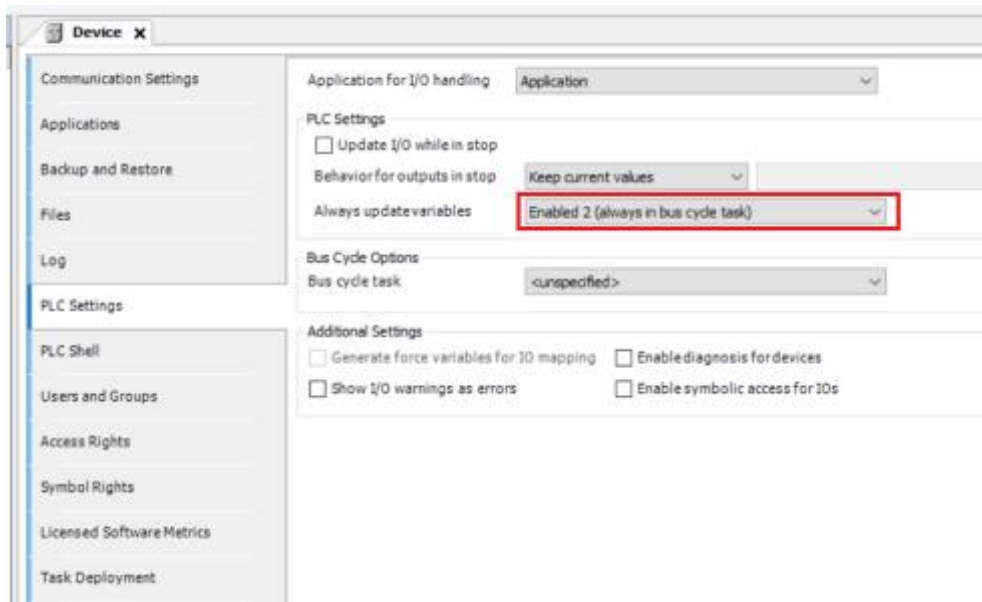 Device
Communication Settings
Applications
Backup and Restore
Files
Log
PLC Settings
PLC Shell
Users and Groups
Access Rights
Symbol Rights
Licensed Software Metrics
Task Deployment
Application for I/O handling Application
PLC Settings
Update I/O while in stop
Behavior for outputs in stop Keep current values
Always update variables Enabled 2 (always in bus cycle task)
Bus Cycle Options
Bus cycle task <unspecified>
Additional Settings
Generate force variables for IO mapping Enable diagnosis for devices
Show I/O warnings as errors Enable symbolic access for IOs